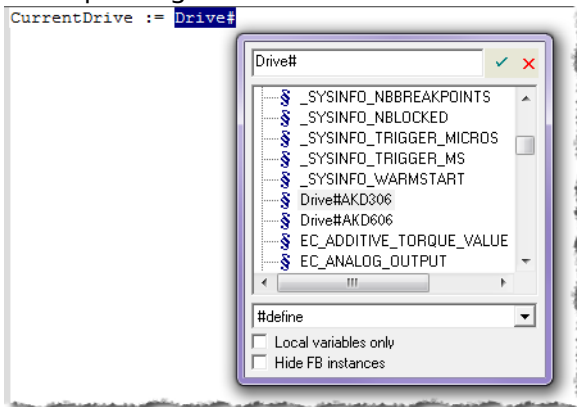 CurrentDrive := Drive#
Drive#
_SYSINFO_NBBREAKPOINTS
_SYSINFO_NBLOCKED
_SYSINFO_TRIGGER_MICROS
_SYSINFO_TRIGGER_MS
_SYSINFO_WARMSTART
Drive#AKD306
Drive#AKD606
EC_ADDITIVE_TORQUE_VALUE
EC_ANALOG_OUTPUT
#define
Local variables only
Hide FB instances